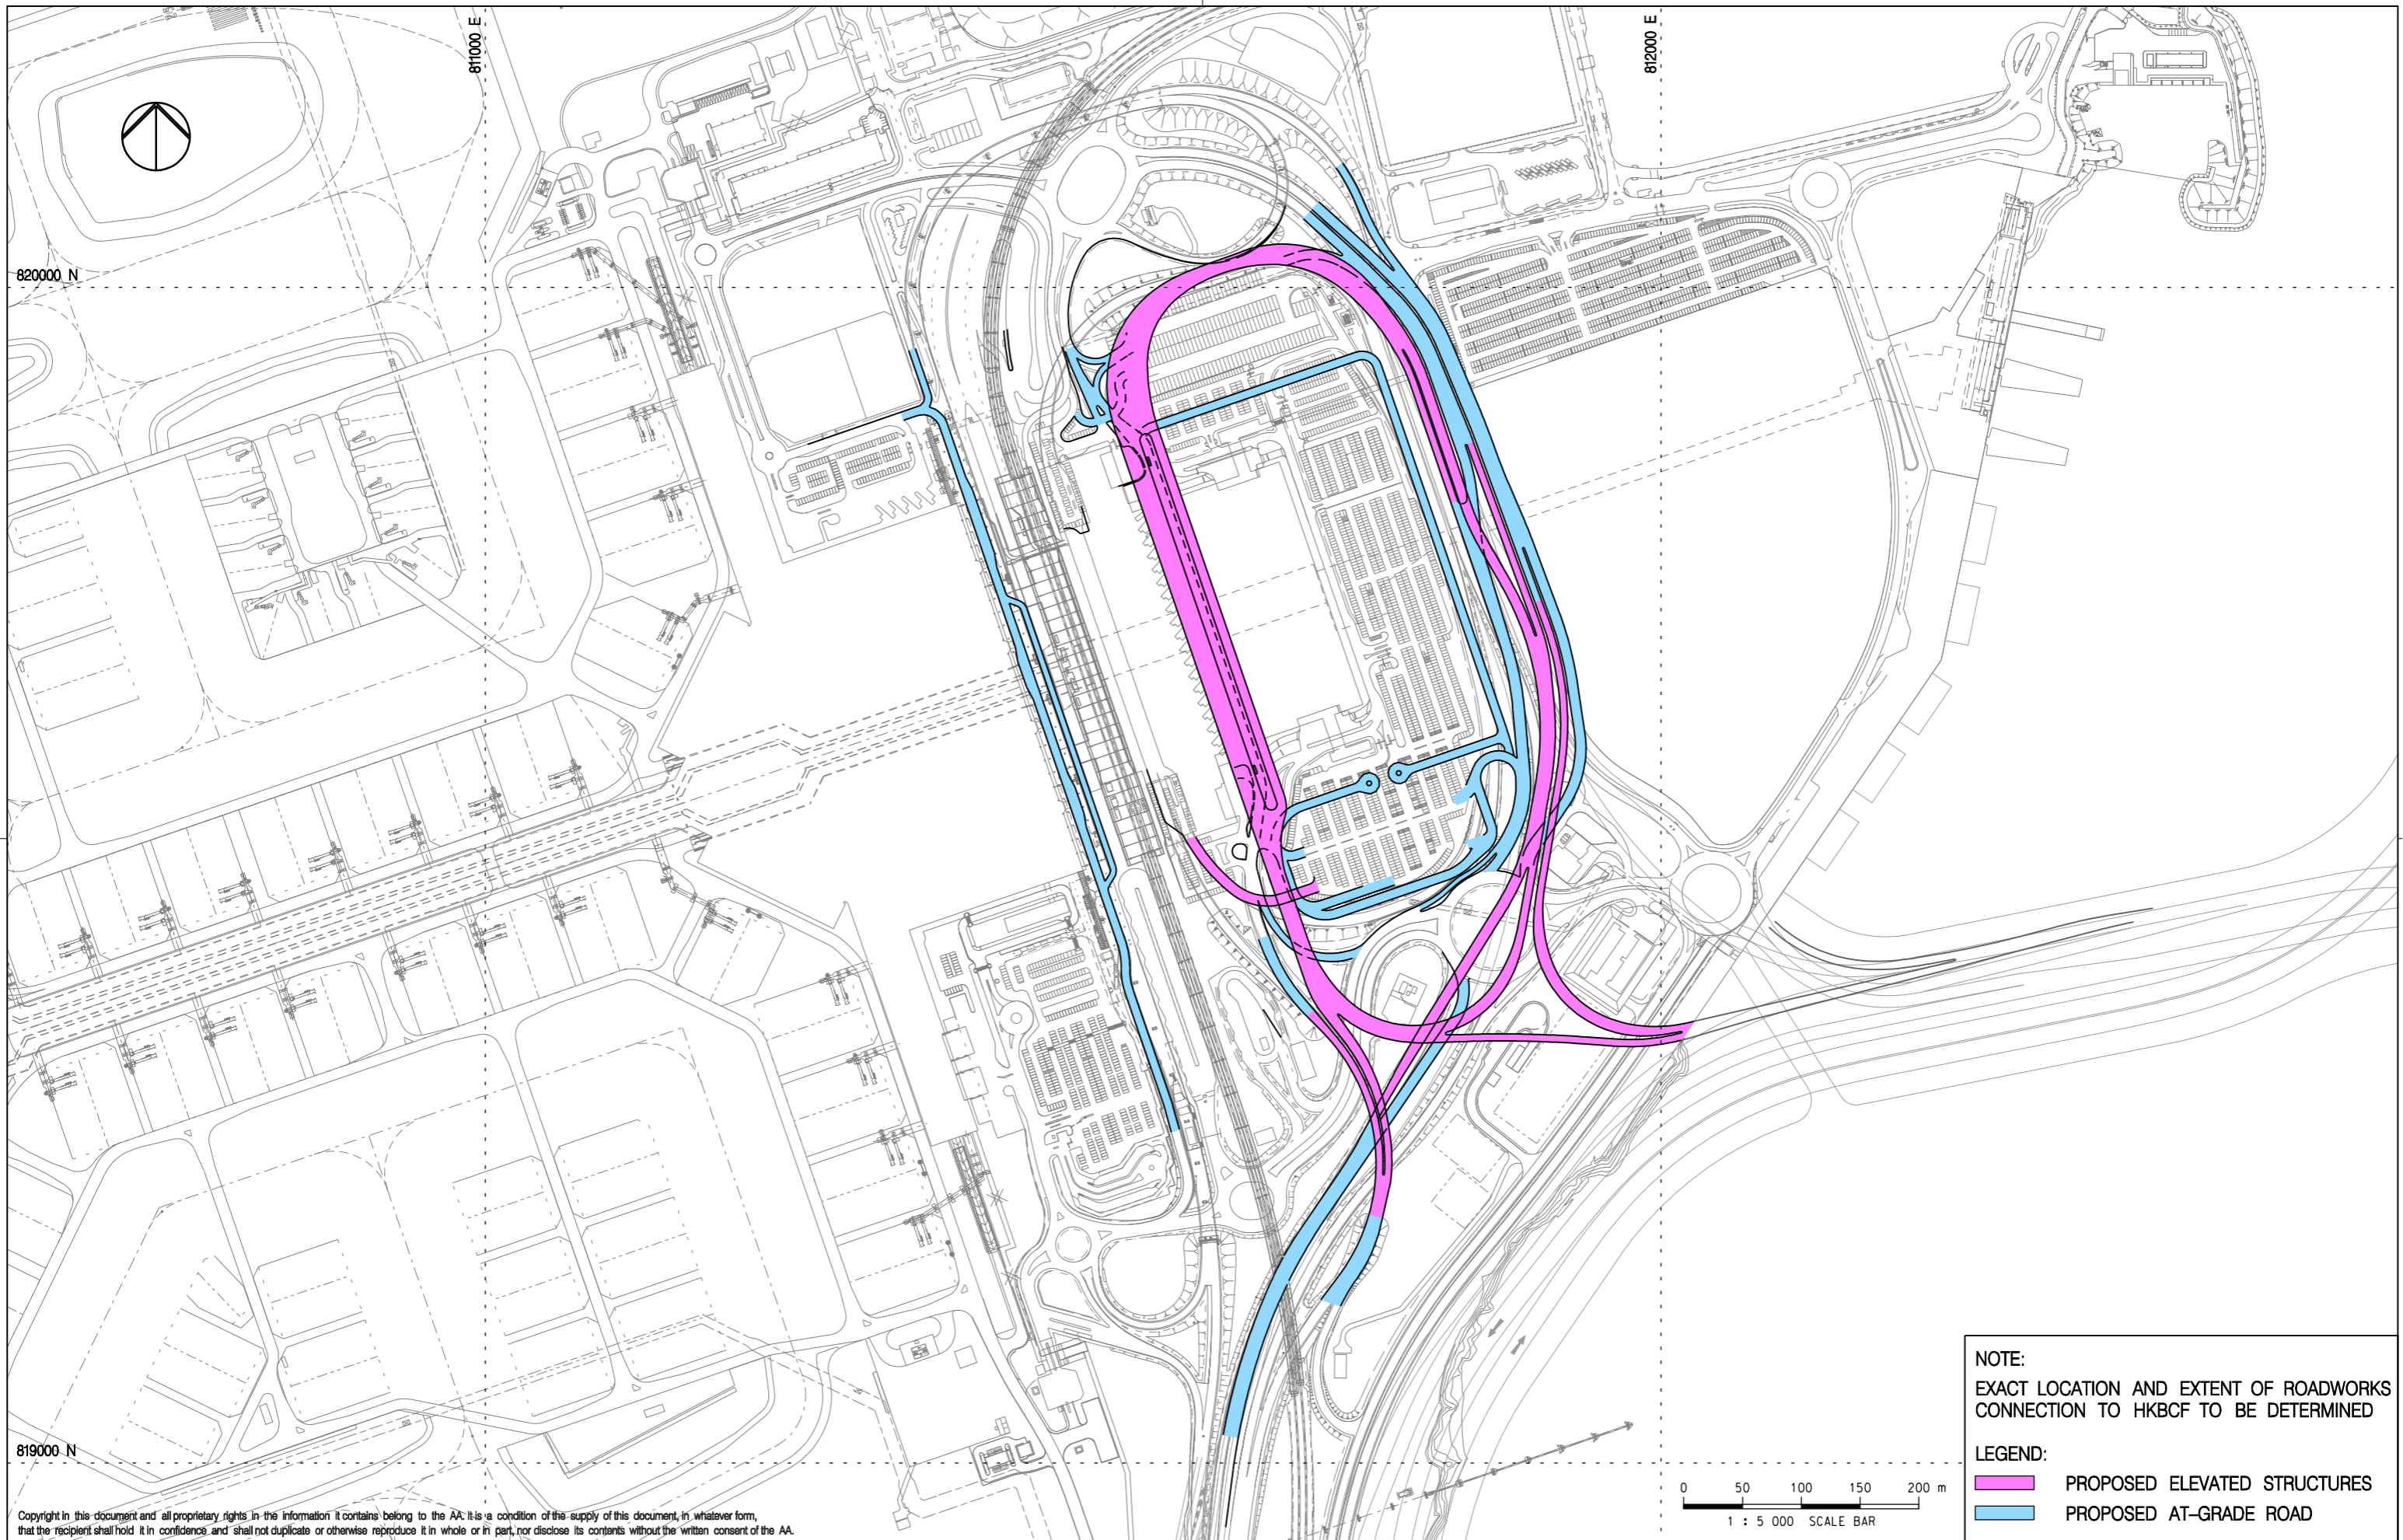 811000 E
812000 E
820000 N
819000 N
NOTE:
EXACT LOCATION AND EXTENT OF ROADWORKS
CONNECTION TO HKBCF TO BE DETERMINED
LEGEND:
PROPOSED ELEVATED STRUCTURES
PROPOSED AT-GRADE ROAD
0 50 100 150 200 m
1 : 5 000 SCALE BAR
Copyright in this document and all proprietary rights in the information it contains belong to the AA. It is a condition of the supply of this document, in whatever form,
that the recipient shall hold it in confidence and shall not duplicate or otherwise reproduce it in whole or in part, nor disclose its contents without the written consent of the AA.